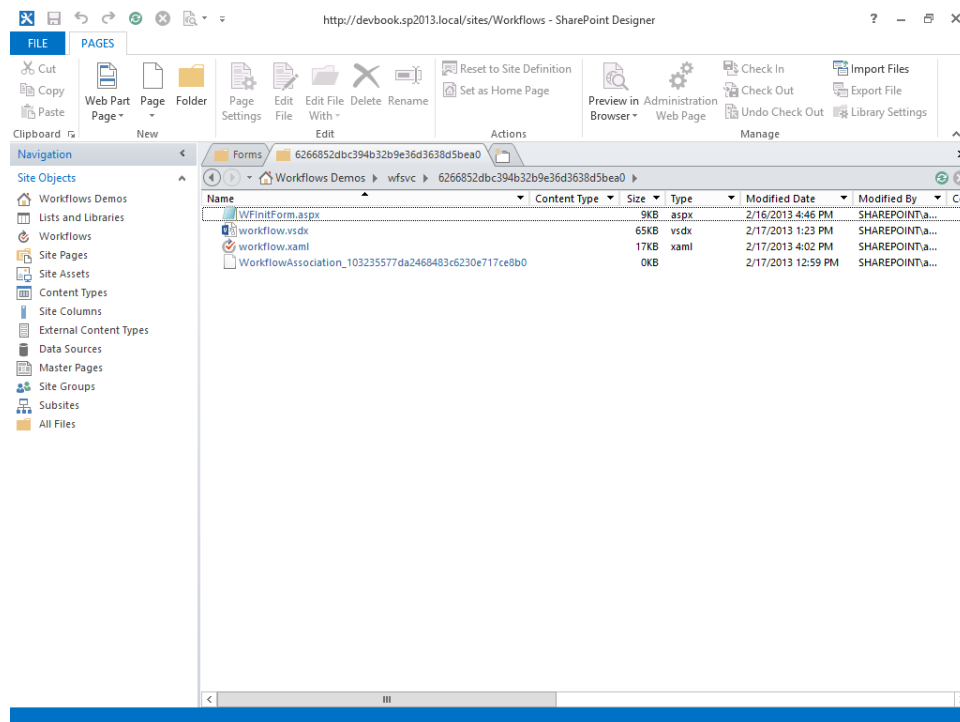 http://devbook.sp2013.local/sites/Workflows - SharePoint Designer
FILE PAGES
Cut
Copy
Paste
Clipboard
Web Part Page
Page
Folder
New
Page Settings
Edit File
Edit File With
Delete
Rename
Edit
Reset to Site Definition
Set as Home Page
Actions
Preview in Browser
Administration Web Page
Check In
Check Out
Undo Check Out
Import Files
Export File
Library Settings
Manage
Navigation
Site Objects
Workflows Demos
Lists and Libraries
Workflows
Site Pages
Site Assets
Content Types
Site Columns
External Content Types
Data Sources
Master Pages
Site Groups
Subsites
All Files
Forms 6266852dbc394b32b9e36d3638d5bea0
Workflows Demos wfsvc 6266852dbc394b32b9e36d3638d5bea0
Name Content Type Size Type Modified Date Modified By
WFInitForm.aspx 9KB aspx 2/16/2013 4:46 PM SHAREPOINT\a...
workflow.vsdx 65KB vsdx 2/17/2013 1:23 PM SHAREPOINT\a...
workflow.xaml 17KB xaml 2/17/2013 4:02 PM SHAREPOINT\a...
WorkflowAssociation_103235577da2468483c6230e717ce8b0 0KB 2/17/2013 12:59 PM SHAREPOINT\a...